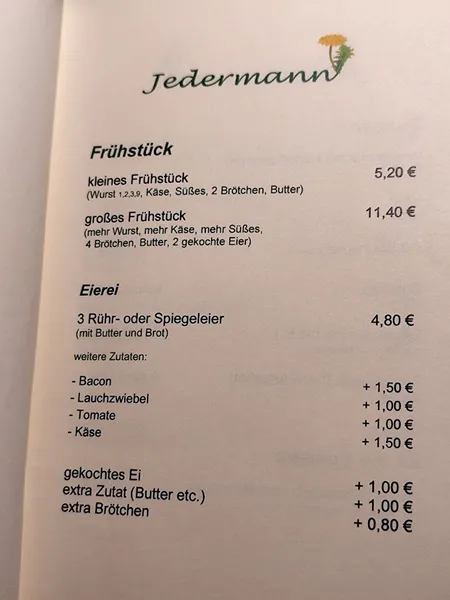 Jedermann
Frühstück
kleines Frühstück 5,20 €
(Wurst 1,2,3,9, Käse, Süßes, 2 Brötchen, Butter)
großes Frühstück 11,40 €
(mehr Wurst, mehr Käse, mehr Süßes,
4 Brötchen, Butter, 2 gekochte Eier)
Eierei
3 Rühr- oder Spiegeleier 4,80 €
(mit Butter und Brot)
weitere Zutaten:
- Bacon + 1,50 €
- Lauchzwiebel + 1,00 €
- Tomate + 1,00 €
- Käse + 1,50 €
gekochtes Ei + 1,00 €
extra Zutat (Butter etc.) + 1,00 €
extra Brötchen + 0,80 €